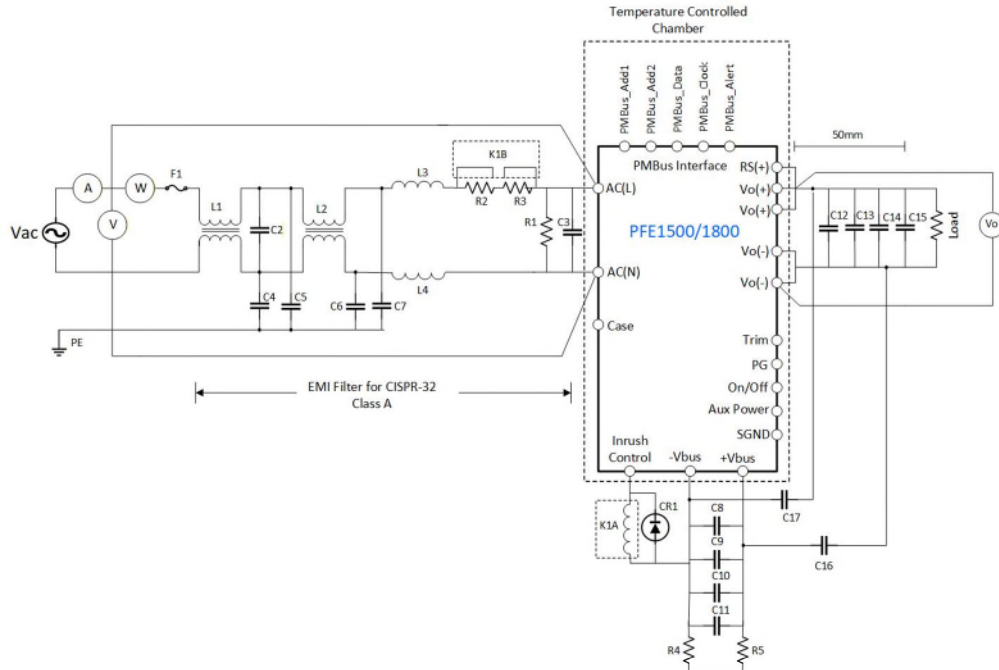 Temperature Controlled
Chamber
PMBus_Add1
PMBus_Add2
PMBus_Data
PMBus_Clock
PMBus_Alert
50mm
K1B
PMBus Interface
RS(+)
A
W
F1
L1
L2
L3
R2
R3
AC(L)
Vo(+)
Vo(+)
Vac
V
C2
R1
C3
PFE1500/1800
C12
C13
C14
C15
Load
Vo
Vo(-)
L4
AC(N)
Vo(-)
C4
C5
C6
C7
PE
Case
Trim
PG
EMI Filter for CISPR-32
Class A
On/Off
Aux Power
SGND
Inrush
Control
-Vbus
+Vbus
K1A
CR1
C8
C17
C9
C16
C10
C11
R4
R5